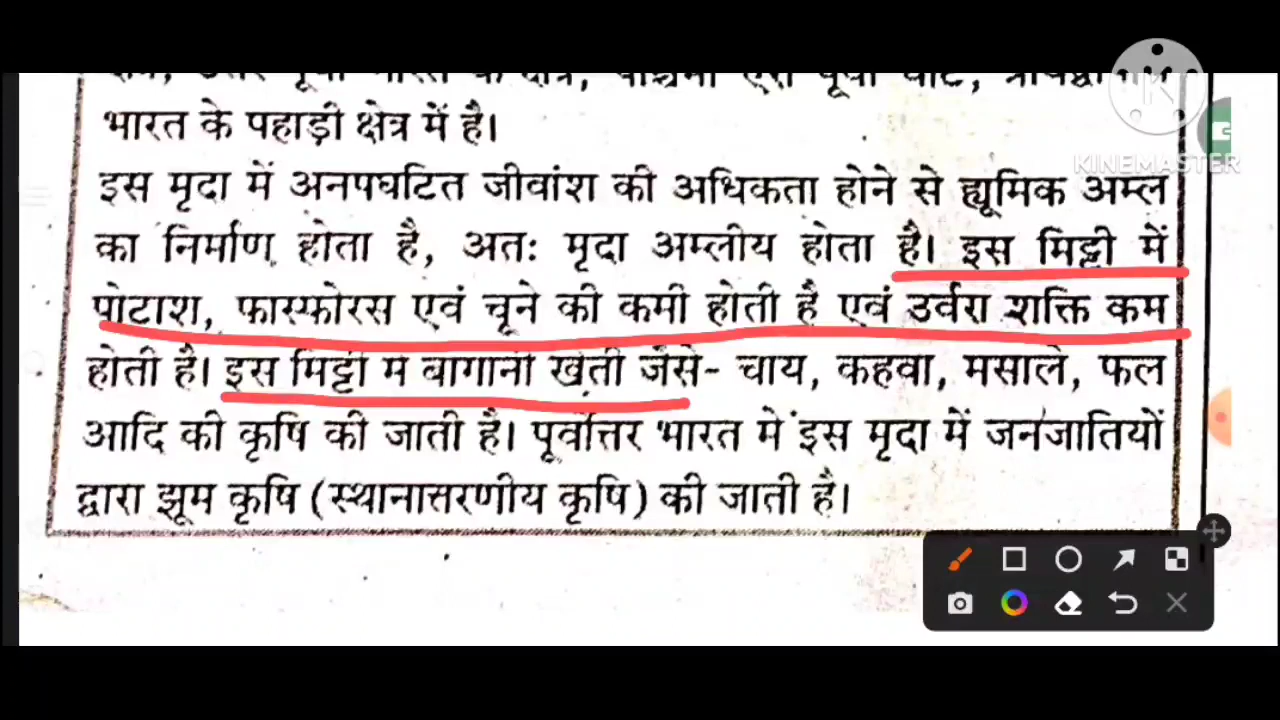 भारत के पहाड़ी क्षेत्र में है।
KINEMASTER
इस मृदा में अनपघटित जीवांश की अधिकता होने से ह्यूमिक अम्ल
का निर्माण होता है, अतः मृदा अम्लीय होता है। इस मिट्टी में
पोटाश, फास्फोरस एवं चूने की कमी होती है एवं उर्वरा शक्ति कम
होती है। इस मिट्टी में बागानी खेती जैसे- चाय, कहवा, मसाले, फल
आदि की कृषि की जाती है। पूर्वोत्तर भारत में इस मृदा में जनजातियों
द्वारा झूम कृषि (स्थानात्तरणीय कृषि) की जाती है।